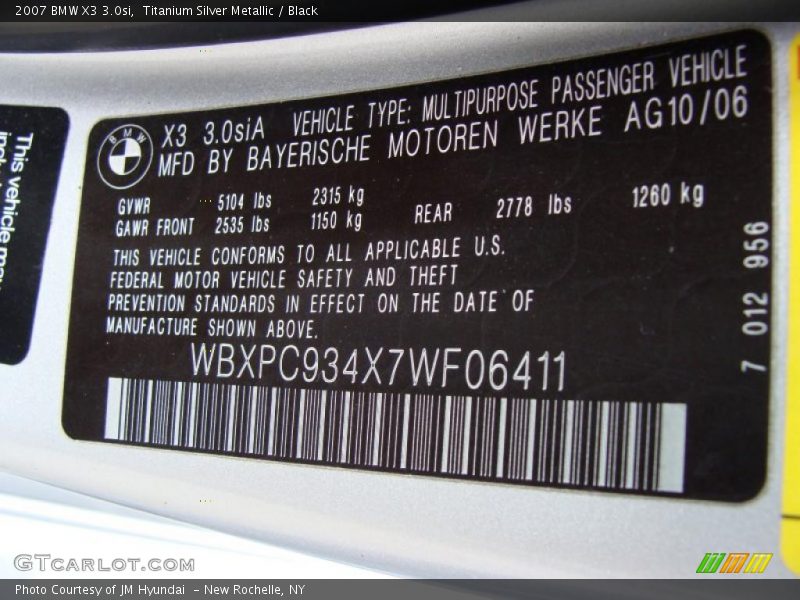 2007 BMW X3 3.0si, Titanium Silver Metallic / Black
This vehicle
BMW
X3 3.0siA VEHICLE TYPE: MULTIPURPOSE PASSENGER VEHICLE
MFD BY BAYERISCHE MOTOREN WERKE AG10/06
GVWR 5104 lbs 2315 kg
GAWR FRONT 2535 lbs 1150 kg REAR 2778 lbs 1260 kg
THIS VEHICLE CONFORMS TO ALL APPLICABLE U.S.
FEDERAL MOTOR VEHICLE SAFETY AND THEFT
PREVENTION STANDARDS IN EFFECT ON THE DATE OF
MANUFACTURE SHOWN ABOVE.
WBXPC934X7WF06411
7 012 956
GTCARLOT.COM
Photo Courtesy of JM Hyundai - New Rochelle, NY